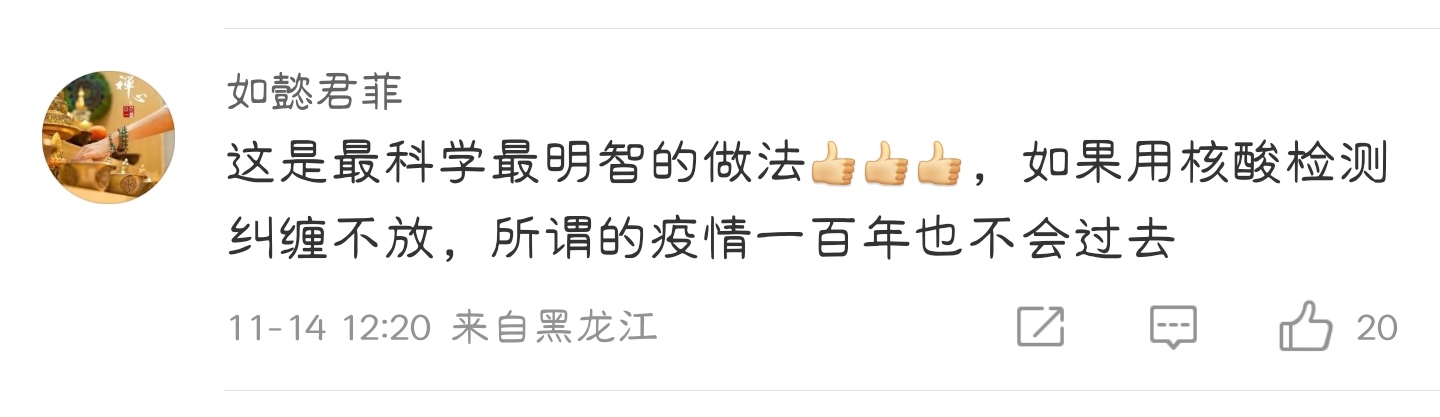 禅心
如懿君菲
这是最科学最明智的做法👍👍👍，如果用核酸检测
纠缠不放，所谓的疫情一百年也不会过去
11-14 12:20 来自黑龙江
20